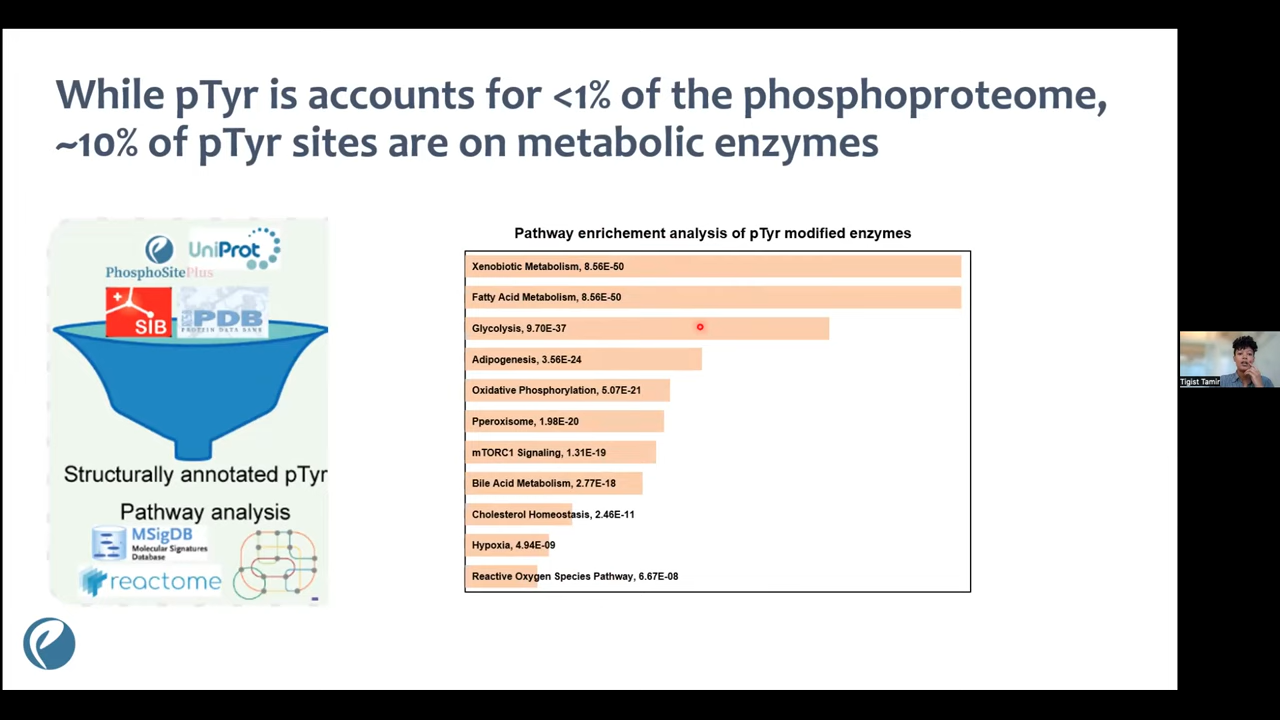 While pTyr is accounts for <1% of the phosphoproteome,
~10% of pTyr sites are on metabolic enzymes
UniProt
PhosphoSitePlus
SIB
PDB
PROTEIN DATA BANK
Structurally annotated pTyr
Pathway analysis
MSigDB
Molecular Signatures
Database
reactome
Pathway enrichement analysis of pTyr modified enzymes
Xenobiotic Metabolism, 8.56E-50
Fatty Acid Metabolism, 8.56E-50
Glycolysis, 9.70E-37
Adipogenesis, 3.56E-24
Oxidative Phosphorylation, 5.07E-21
Pperoxisome, 1.98E-20
mTORC1 Signaling, 1.31E-19
Bile Acid Metabolism, 2.77E-18
Cholesterol Homeostasis, 2.46E-11
Hypoxia, 4.94E-09
Reactive Oxygen Species Pathway, 6.67E-08
Tigist Tamir